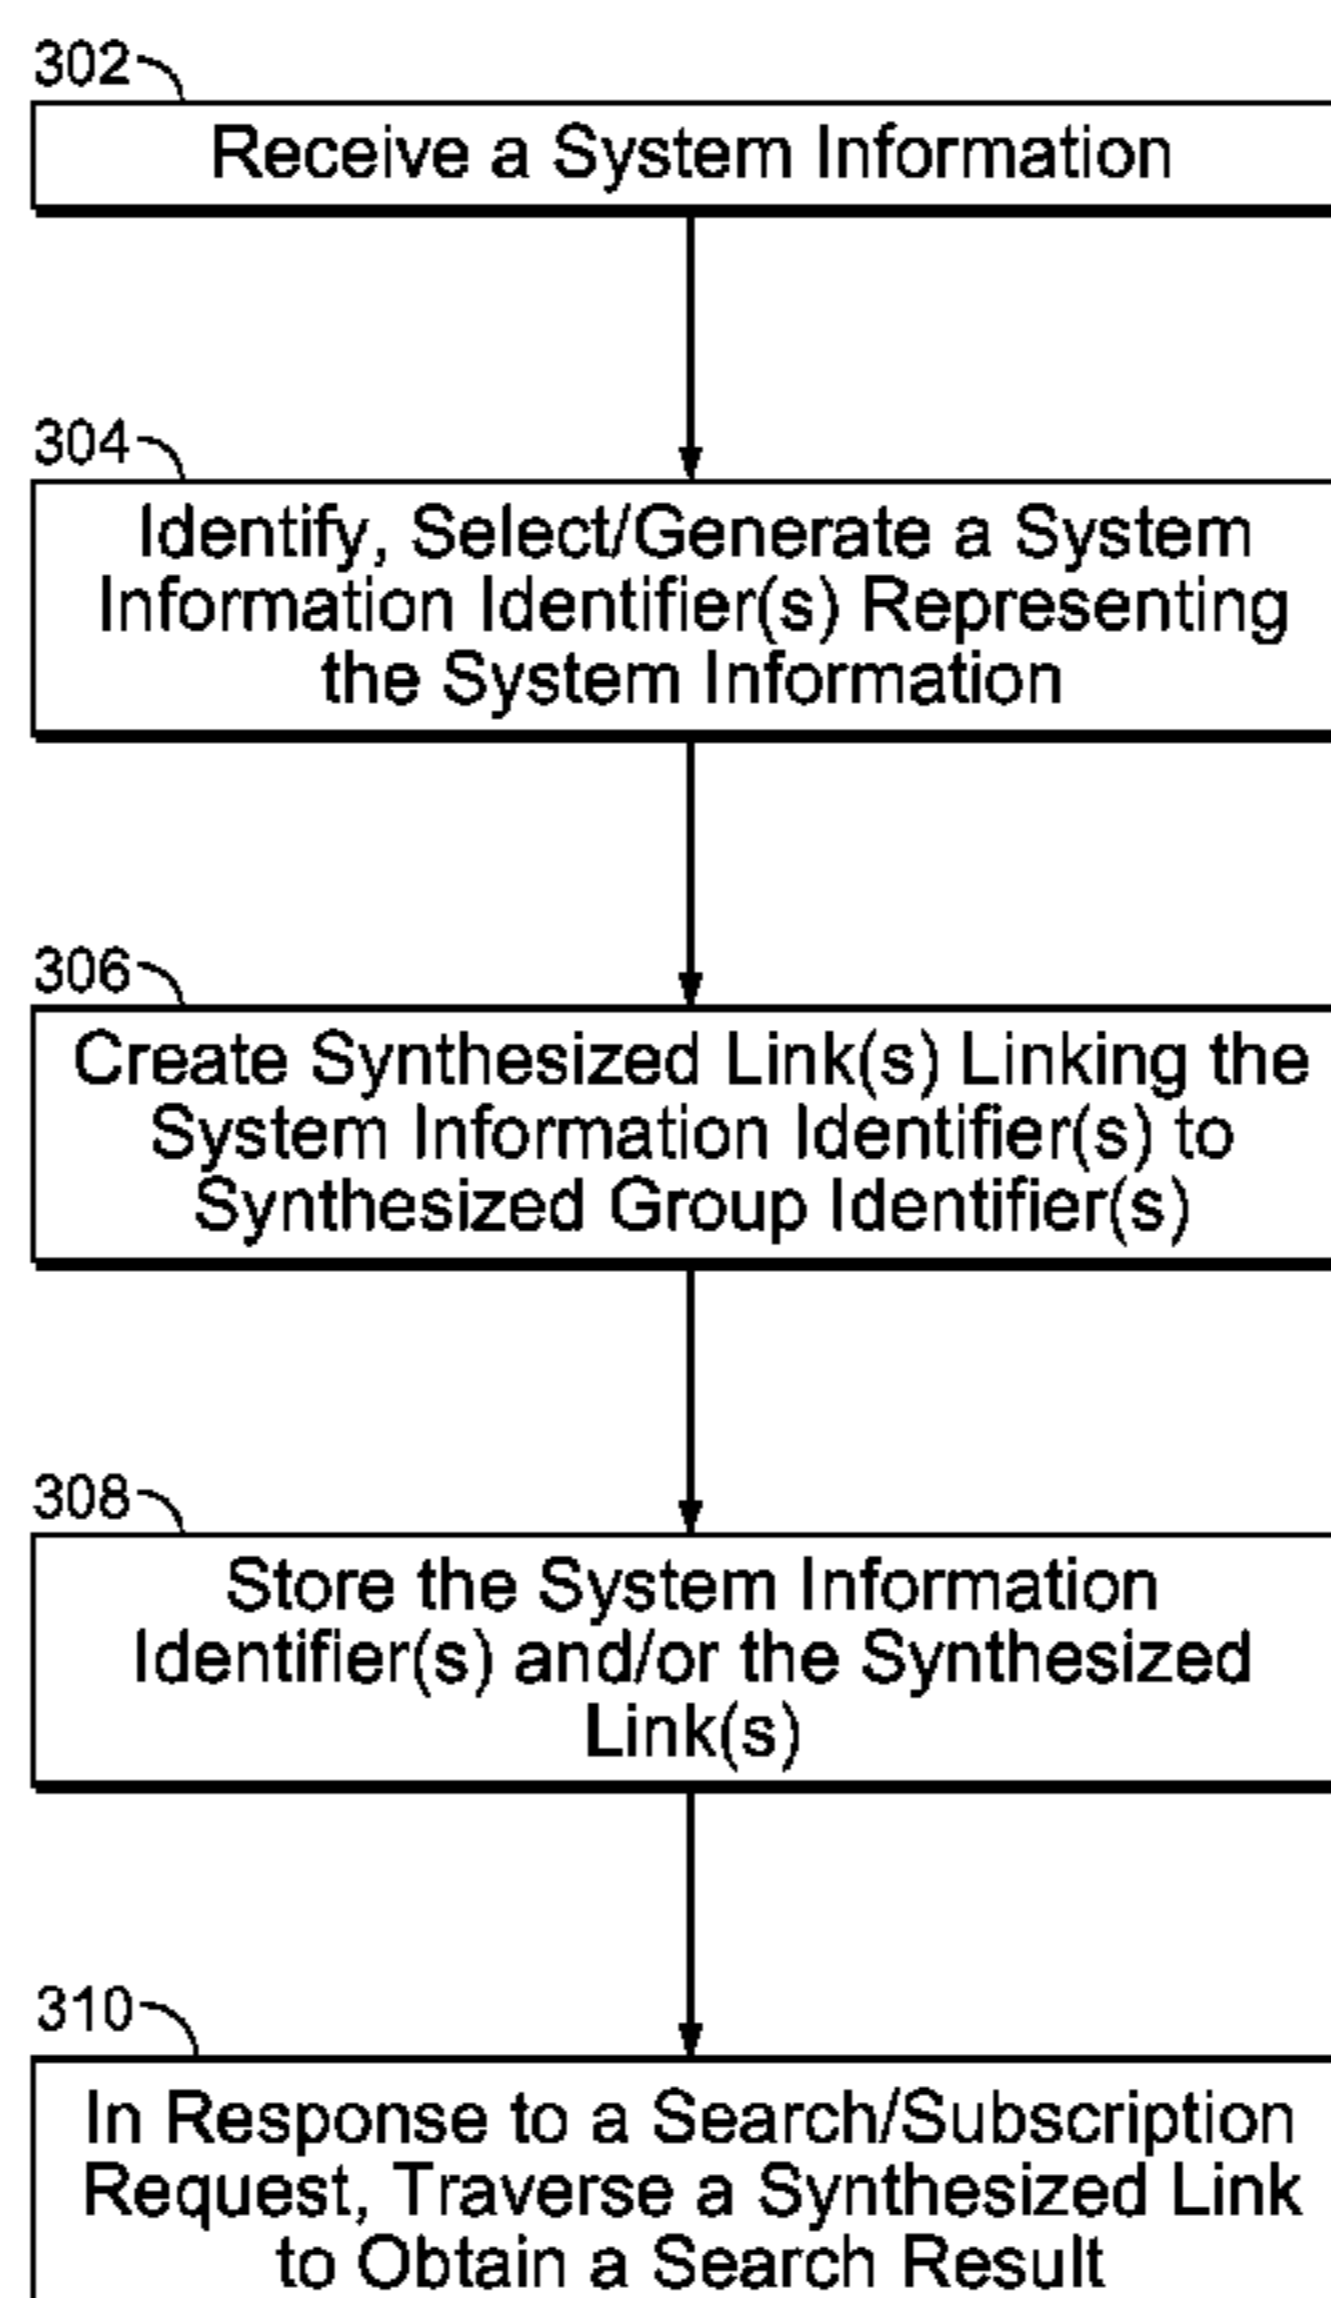 302
Receive a System Information
304
Identify, Select/Generate a System
Information Identifier(s) Representing
the System Information
306
Create Synthesized Link(s) Linking the
System Information Identifier(s) to
Synthesized Group Identifier(s)
308
Store the System Information
Identifier(s) and/or the Synthesized
Link(s)
310
In Response to a Search/Subscription
Request, Traverse a Synthesized Link
to Obtain a Search Result